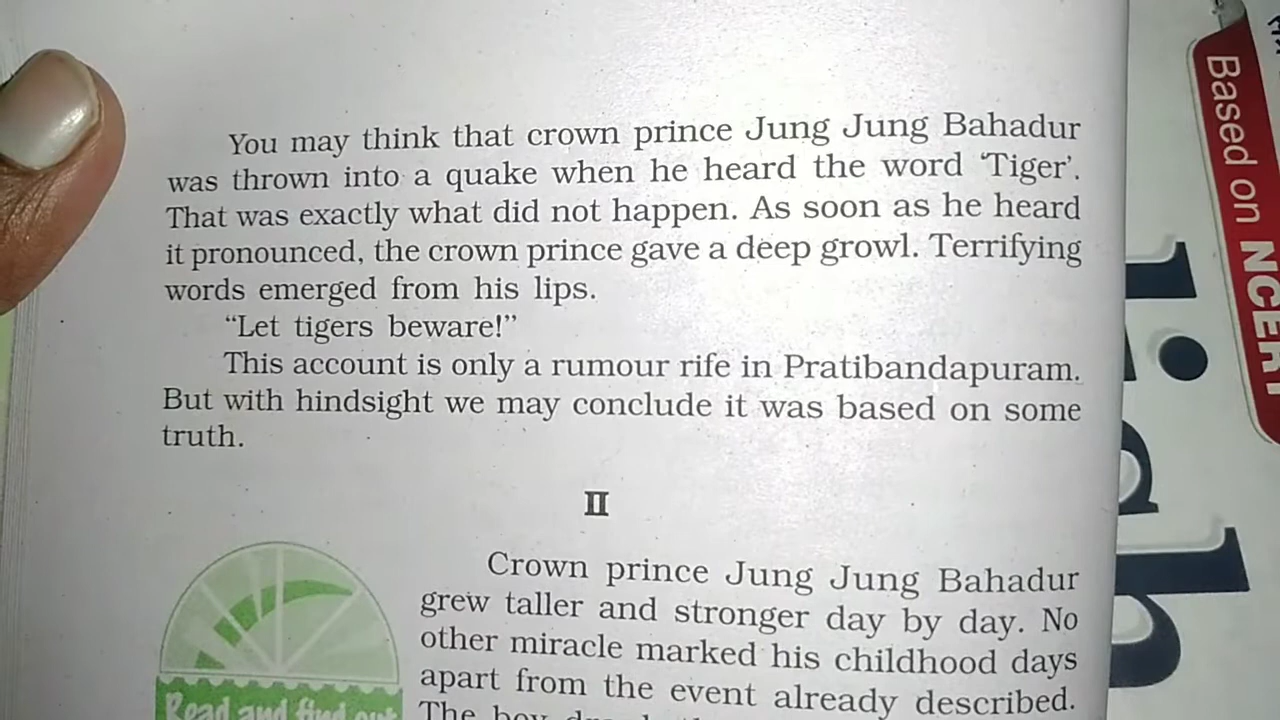 You may think that crown prince Jung Jung Bahadur
was thrown into a quake when he heard the word ‘Tiger’.
That was exactly what did not happen. As soon as he heard
it pronounced, the crown prince gave a deep growl. Terrifying
words emerged from his lips.
“Let tigers beware!”
This account is only a rumour rife in Pratibandapuram.
But with hindsight we may conclude it was based on some
truth.
II
Crown prince Jung Jung Bahadur
grew taller and stronger day by day. No
other miracle marked his childhood days
apart from the event already described.
The boy
Read and find out
Based on NCERT